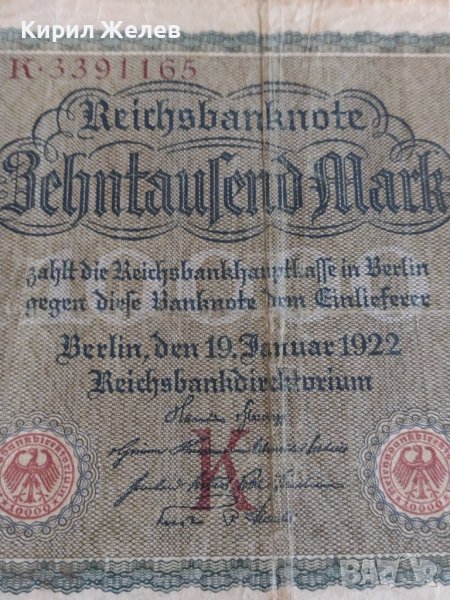 Кирил Желев
K·3391165
Reichsbanknote
Zehntausend Mark
zahlt die Reichsbankhauptkasse in Berlin
gegen diese Banknote dem Einlieferer
Berlin, den 19. Januar 1922
Reichsbankdirektorium
K
BAZAR